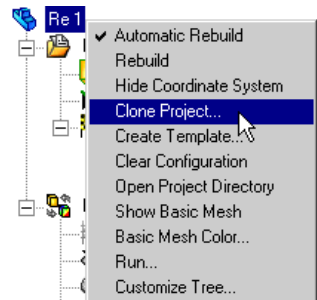 Re 1
Automatic Rebuild
Rebuild
Hide Coordinate System
Clone Project...
Create Template...
Clear Configuration
Open Project Directory
Show Basic Mesh
Basic Mesh Color...
Run...
Customize Tree...